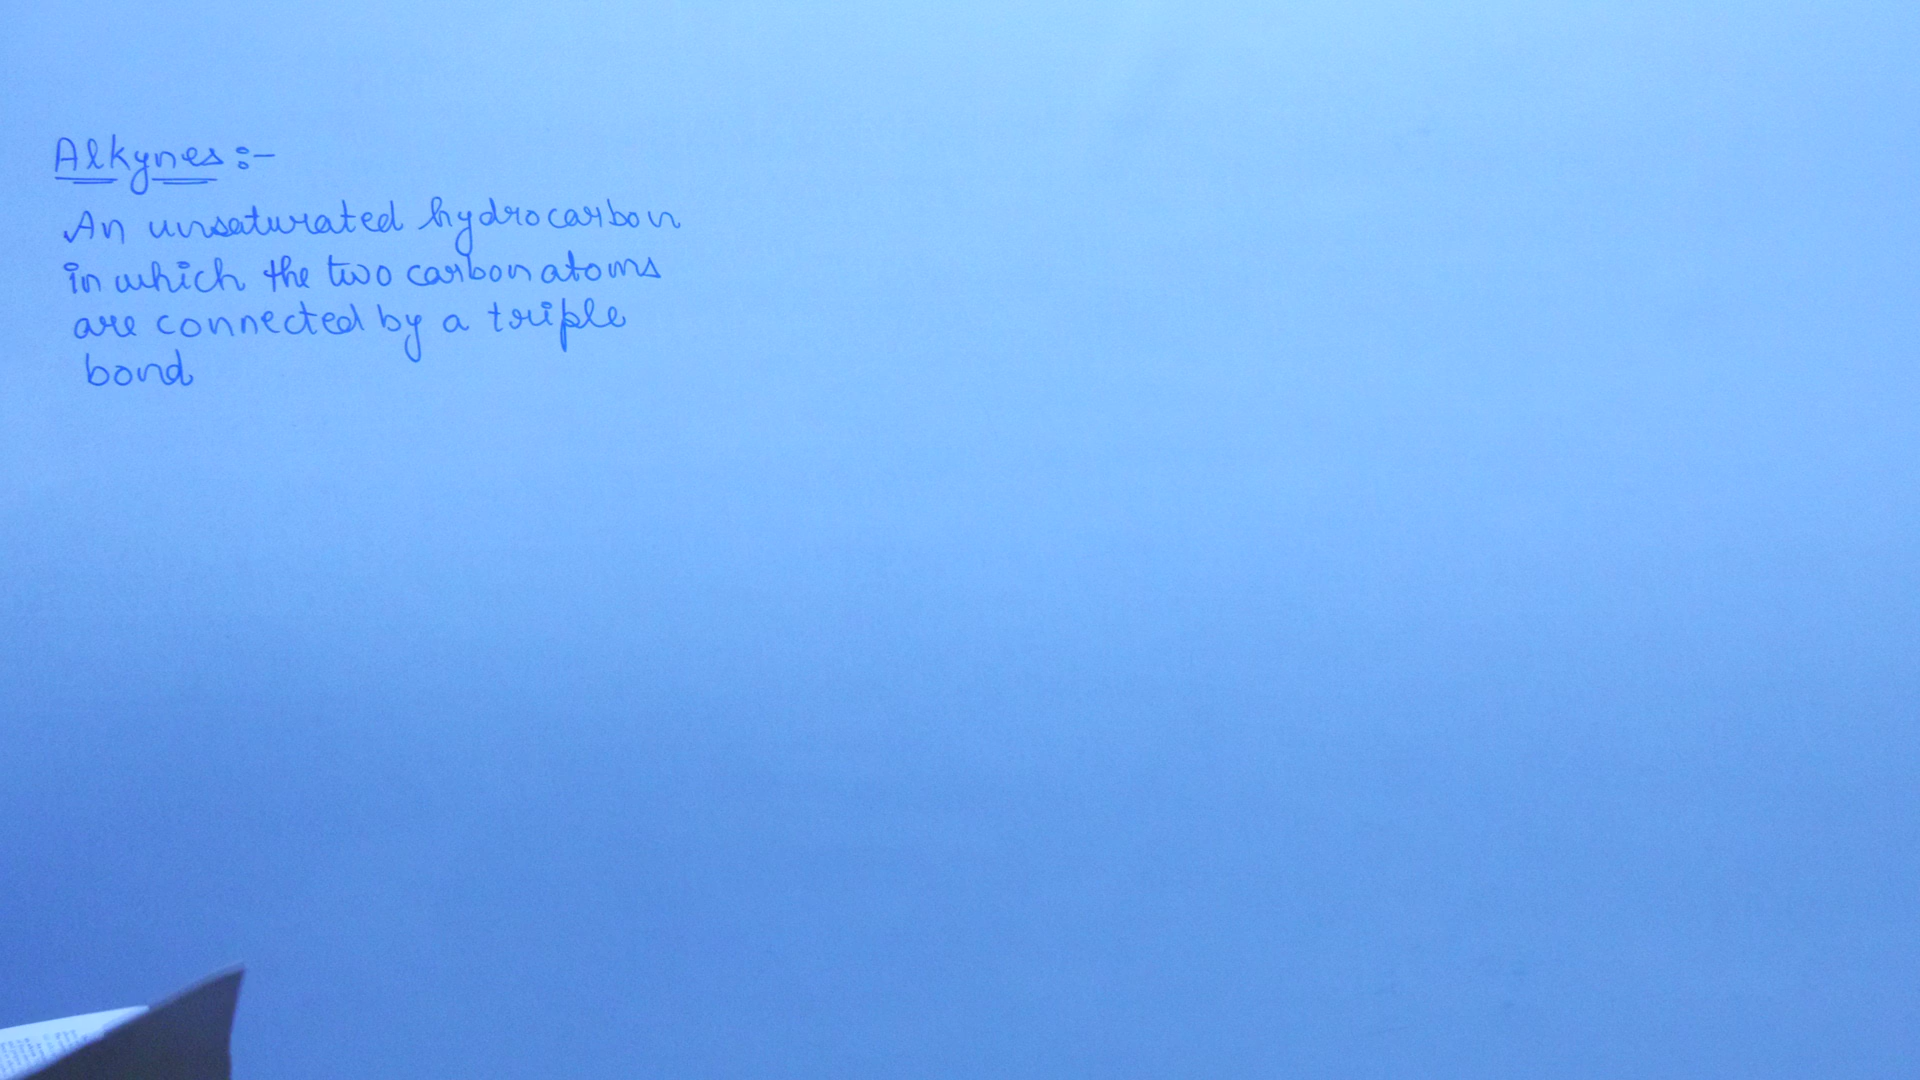 Alkynes :-
An unsaturated hydrocarbon
in which the two carbon atoms
are connected by a triple
bond